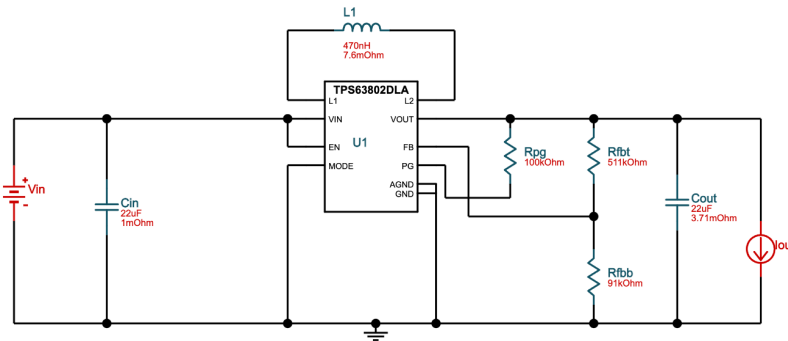 L1
470nH
7.6mOhm
TPS63802DLA
L1
L2
VIN
VOUT
U1
EN
FB
MODE
PG
AGND
GND
Rpg
100kOhm
Rfbt
511kOhm
+
Vin
-
Cin
22uF
1mOhm
Cout
22uF
3.71mOhm
Iou
Rfbb
91kOhm